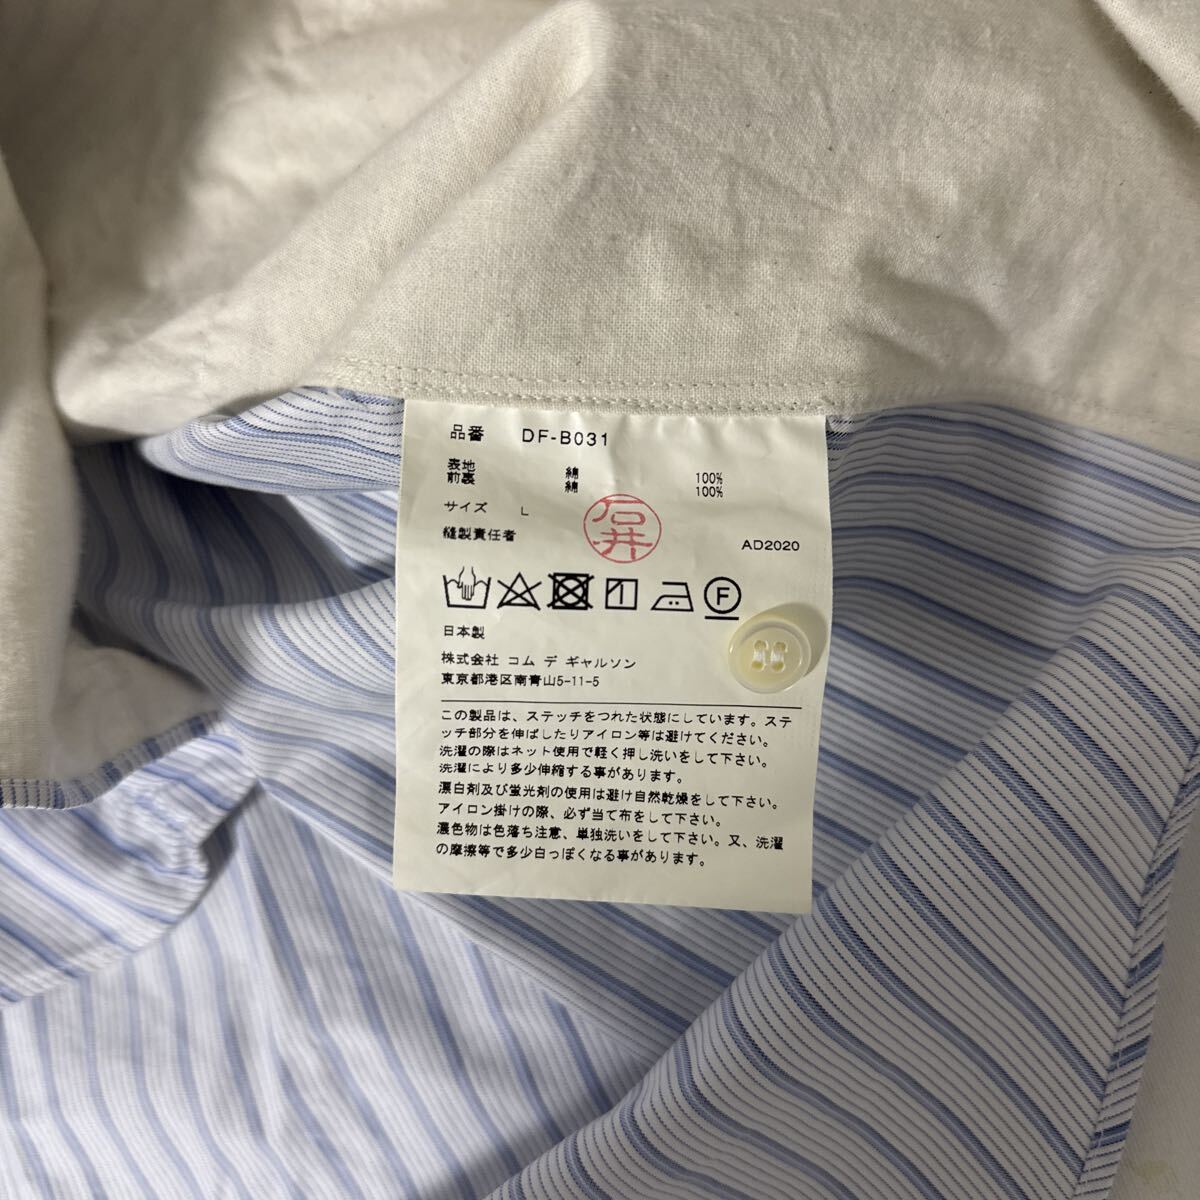 品番 DF-B031
表地 綿 100%
前裏 綿 100%
サイズ L
縫製責任者 石井
AD2020
F
日本製
株式会社 コム デ ギャルソン
東京都港区南青山5-11-5
この製品は、ステッチをつれた状態にしています。ステ
ッチ部分を伸ばしたりアイロン等は避けてください。
洗濯の際はネット使用で軽く押し洗いをして下さい。
洗濯により多少伸縮する事があります。
漂白剤及び蛍光剤の使用は避け自然乾燥をして下さい。
アイロン掛けの際、必ず当て布をして下さい。
濃色物は色落ち注意、単独洗いをして下さい。又、洗濯
の摩擦等で多少白っぽくなる事があります。